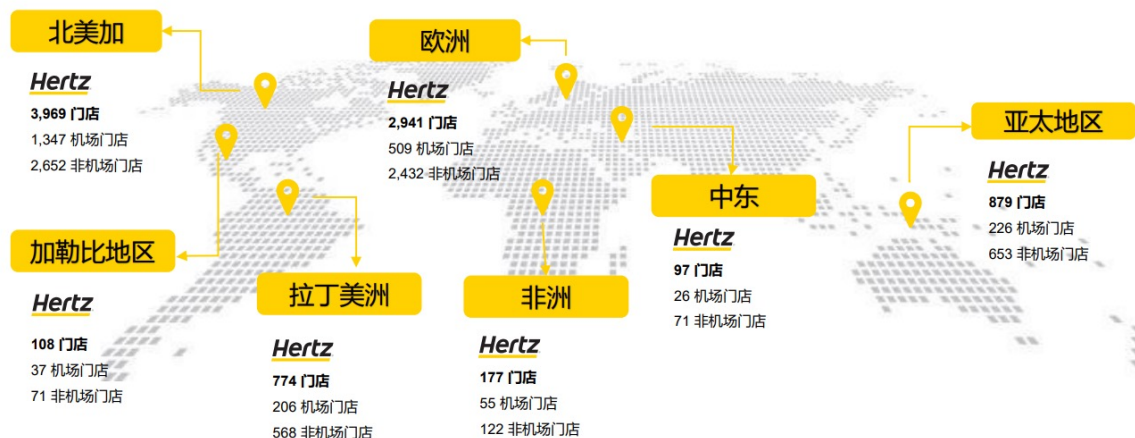 北美加
Hertz
3,969 门店
1,347 机场门店
2,652 非机场门店
欧洲
Hertz
2,941 门店
509 机场门店
2,432 非机场门店
亚太地区
Hertz
879 门店
226 机场门店
653 非机场门店
中东
Hertz
97 门店
26 机场门店
71 非机场门店
加勒比地区
Hertz
108 门店
37 机场门店
71 非机场门店
拉丁美洲
Hertz
774 门店
206 机场门店
568 非机场门店
非洲
Hertz
177 门店
55 机场门店
122 非机场门店